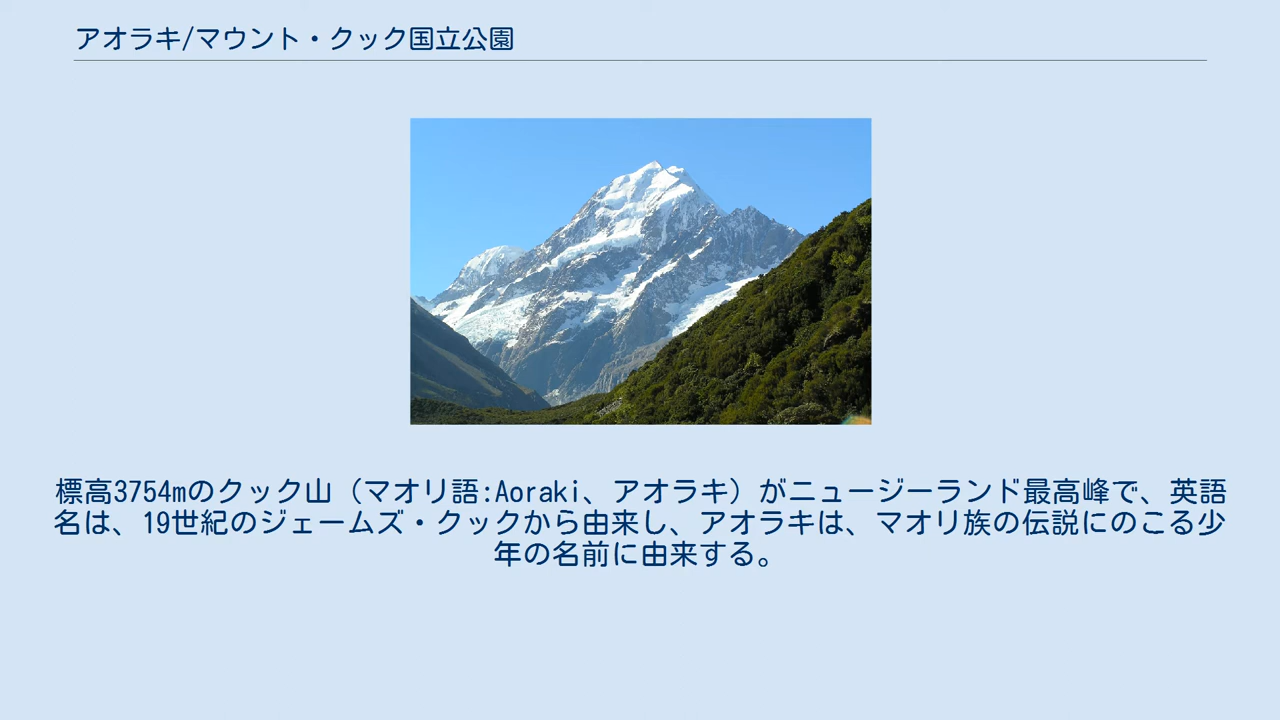 アオラキ/マウント・クック国立公園
標高3754mのクック山（マオリ語:Aoraki、アオラキ）がニュージーランド最高峰で、英語
名は、19世紀のジェームズ・クックから由来し、アオラキは、マオリ族の伝説にのこる少
年の名前に由来する。